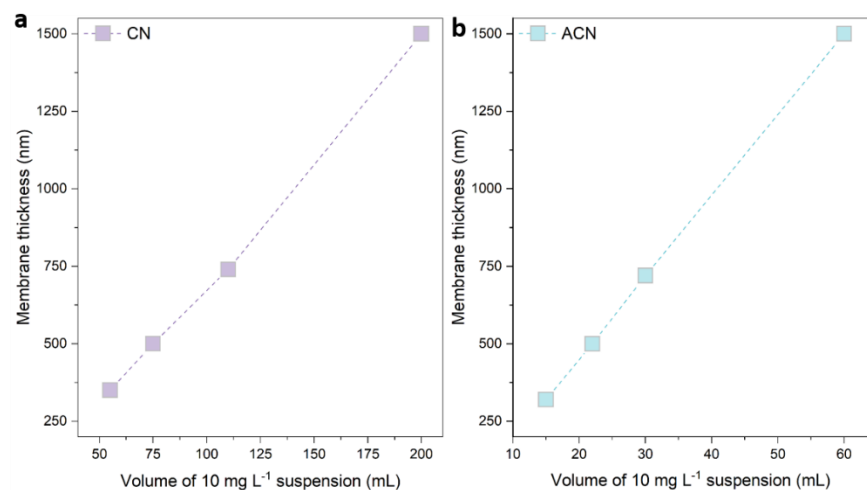 a
CN
1500
1250
1000
750
500
250
Membrane thickness (nm)
50 75 100 125 150 175 200
Volume of 10 mg L⁻¹ suspension (mL)
b
ACN
1500
1250
1000
750
500
250
Membrane thickness (nm)
10 20 30 40 50 60
Volume of 10 mg L⁻¹ suspension (mL)